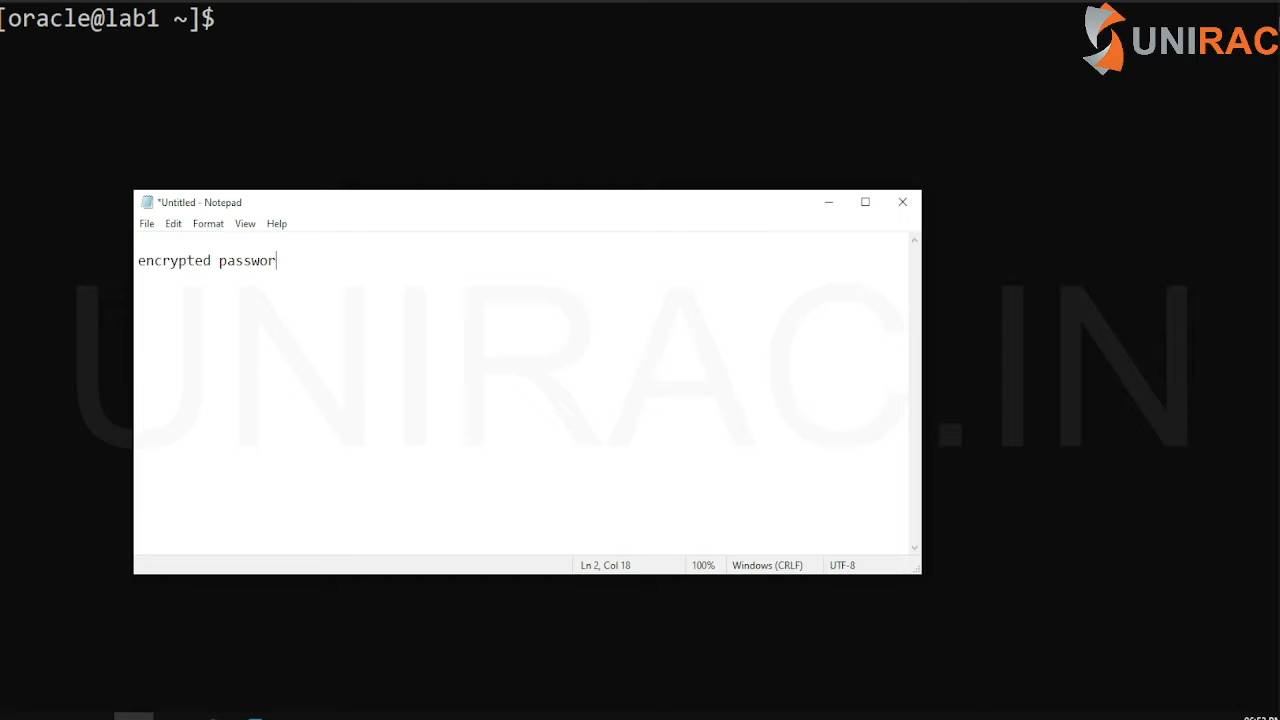 [oracle@lab1 ~]$
UNIRAC
*Untitled - Notepad
File Edit Format View Help
encrypted passwor
UNIRAC.IN
Ln 2, Col 18 100% Windows (CRLF) UTF-8